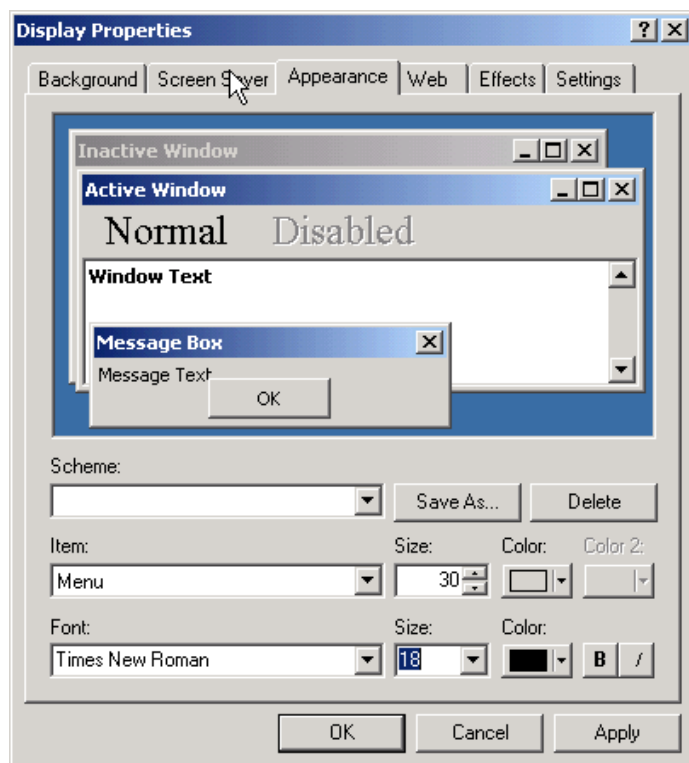 Display Properties
Background Screen Saver Appearance Web Effects Settings
Inactive Window
Active Window
Normal Disabled
Window Text
Message Box
Message Text
OK
Scheme:
Save As... Delete
Item: Size: Color: Color 2:
Menu 30
Font: Size: Color:
Times New Roman 18 B /
OK Cancel Apply